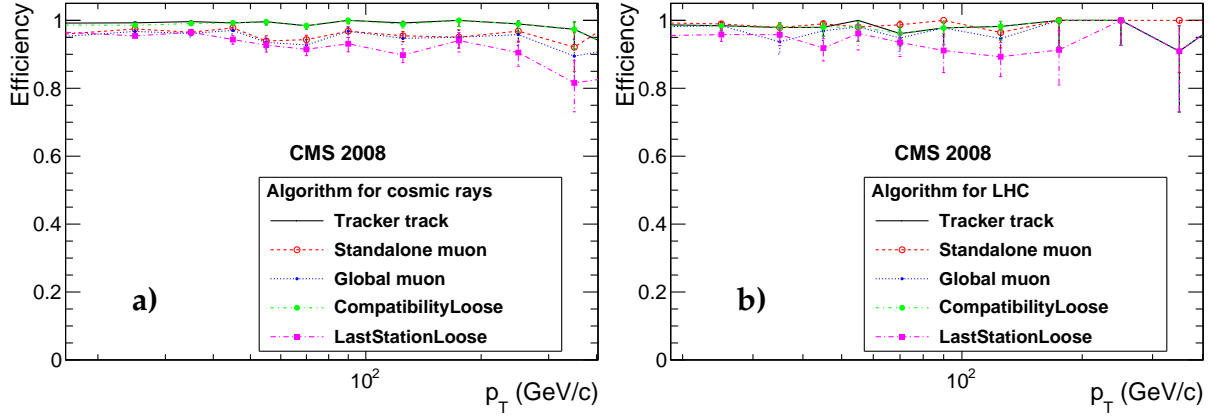 Efficiency
1
0.8
0.6
0.4
0.2
0
CMS 2008
Algorithm for cosmic rays
Tracker track
Standalone muon
Global muon
CompatibilityLoose
LastStationLoose
a)
10²
p_T (GeV/c)
Efficiency
1
0.8
0.6
0.4
0.2
0
CMS 2008
Algorithm for LHC
Tracker track
Standalone muon
Global muon
CompatibilityLoose
LastStationLoose
b)
10²
p_T (GeV/c)